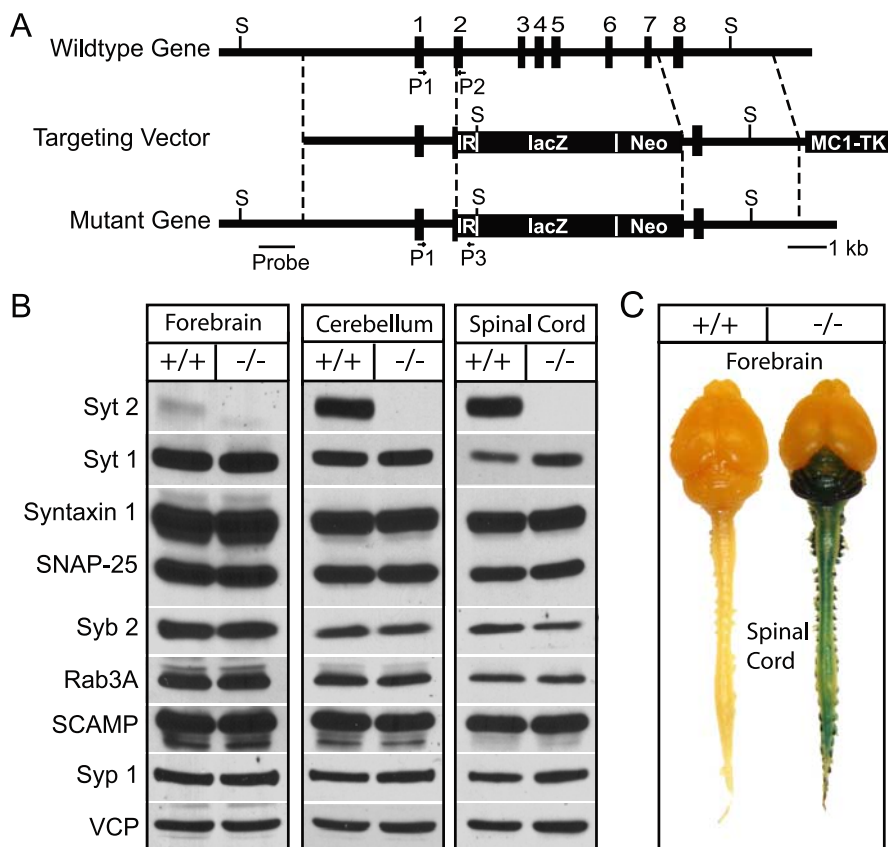 A
S 1 2 3 4 5 6 7 8 S
Wildtype Gene
P1 P2
S S
Targeting Vector IR lacZ Neo MC1-TK
S S S
Mutant Gene IR lacZ Neo
Probe P1 P3 1 kb
B
Forebrain Cerebellum Spinal Cord
+/+ -/- +/+ -/- +/+ -/-
Syt 2
Syt 1
Syntaxin 1
SNAP-25
Syb 2
Rab3A
SCAMP
Syp 1
VCP
C
+/+ -/-
Forebrain
Spinal
Cord